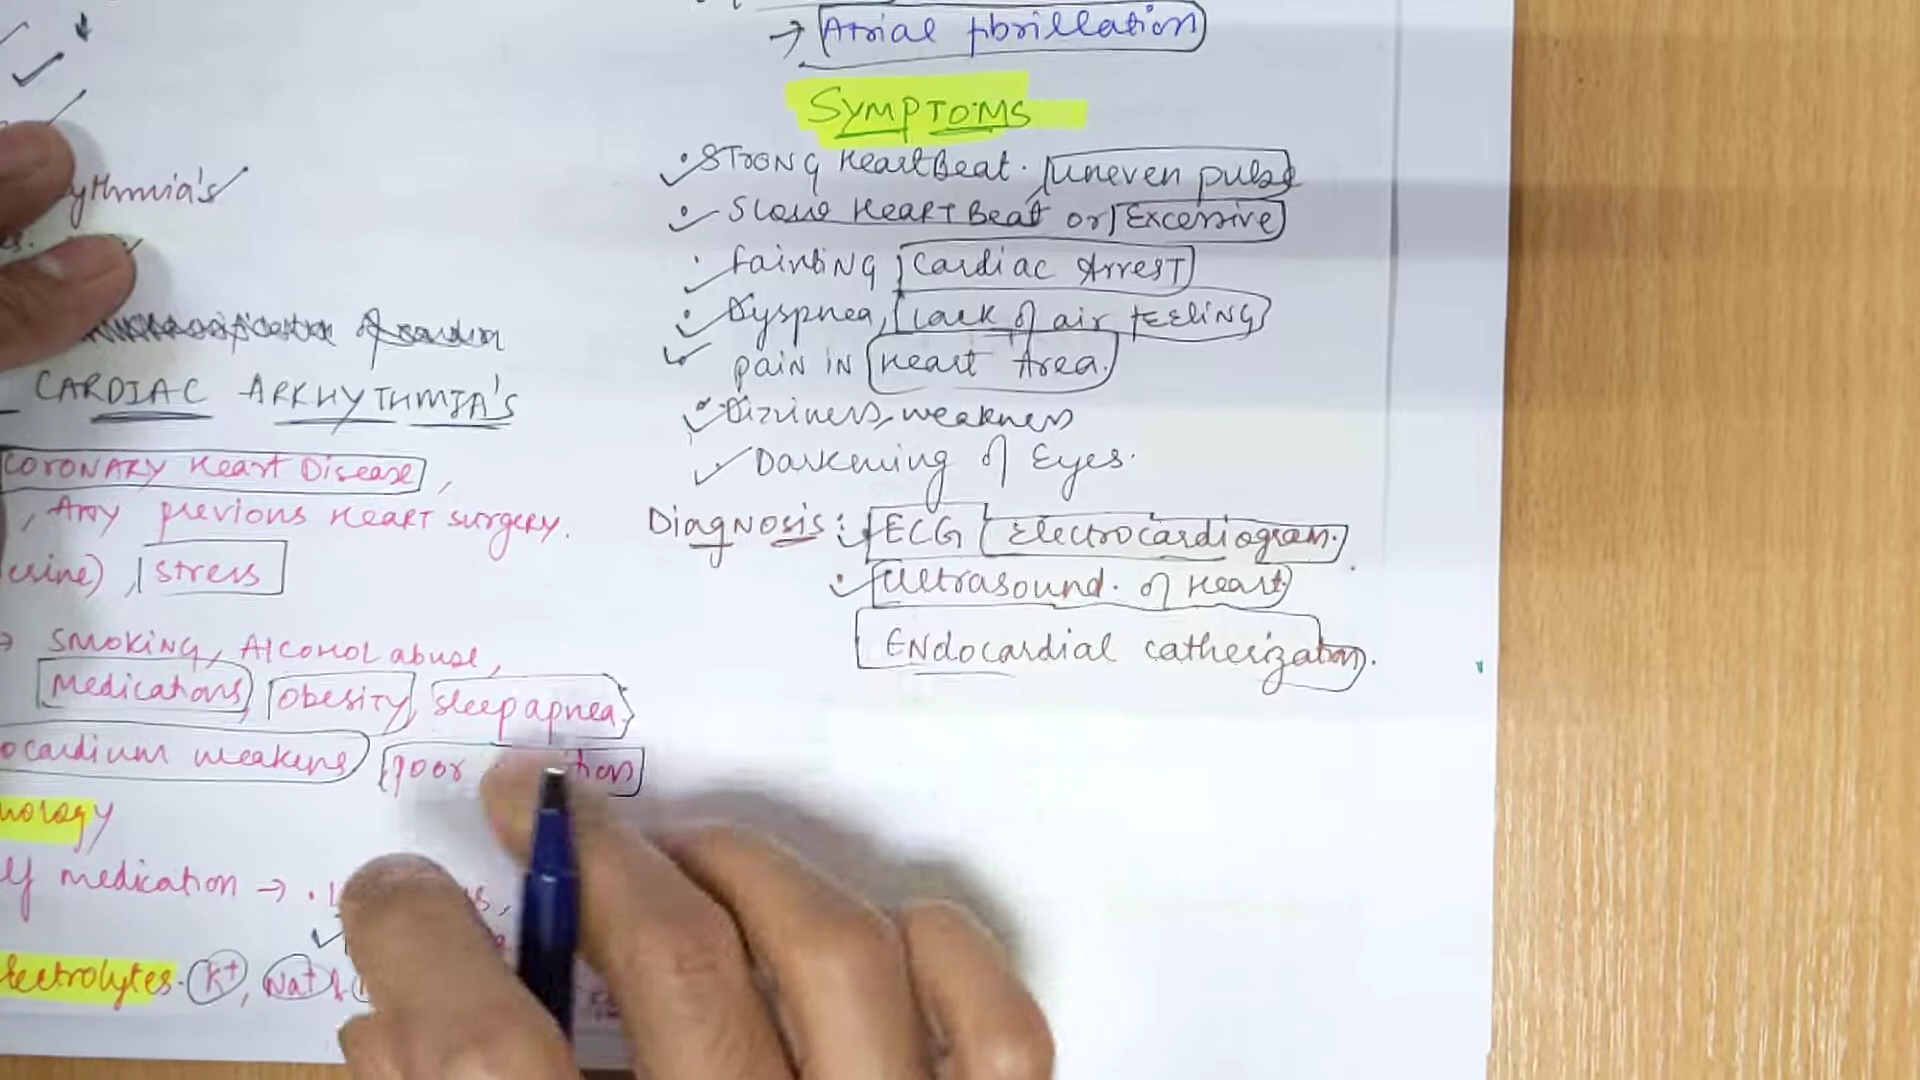 → Atrial fibrillation
SYMPTOMS
• STRONG HeartBeat. uneven pulse
• Slow HeartBeat or Excessive
• fainting Cardiac ArresT
• Dyspnea, lack of air feeling
pain IN Heart Area.
• Dizziness, weakness
Darkening of Eyes.
Diagnosis: ECG Electrocardiogram.
• Ultrasound. of Heart
ENdocardial catherization.
ythmia's
of
CARDIAC ARRHYTHMIA's
CORONARY Heart Disease,
, Any previous HeART surgery.
stress
→ SMOKING, Alcohol abuse,
Medications, Obesity, sleep apnea.
ocardium weakens poor
ology
medication → •
lectrolytes. K+, Na+